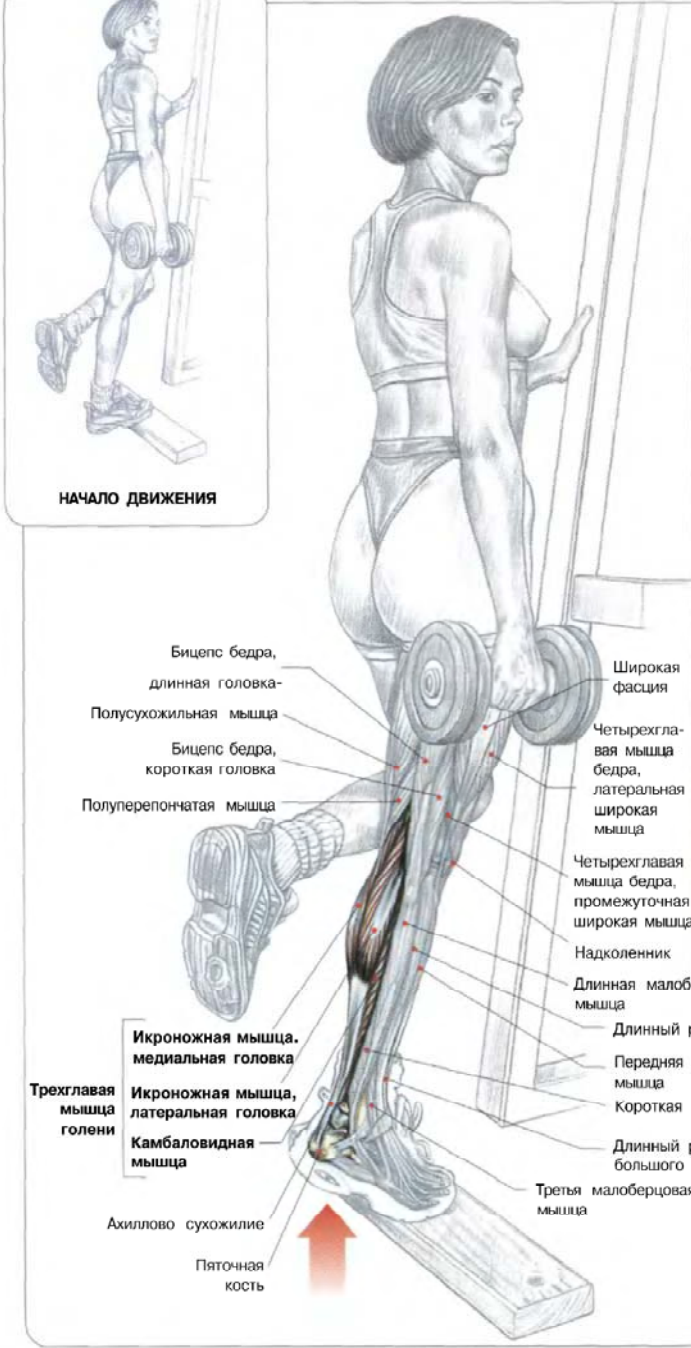 НАЧАЛО ДВИЖЕНИЯ
Бицепс бедра,
длинная головка-
Полусухожильная мышца
Бицепс бедра,
короткая головка
Полуперепончатая мышца
Икроножная мышца.
медиальная головка
Трехглавая
мышца
голени
Икроножная мышца,
латеральная головка
Камбаловидная
мышца
Ахиллово сухожилие
Пяточная
кость
Широкая
фасция
Четырехгла-
вая мышца
бедра,
латеральная
широкая
мышца
Четырехглавая
мышца бедра,
промежуточная
широкая мышца
Надколенник
Длинная
мышца
Длинный
Передняя
мышца
Короткая
Длинный
большого
Третья малоберцовая
мышца